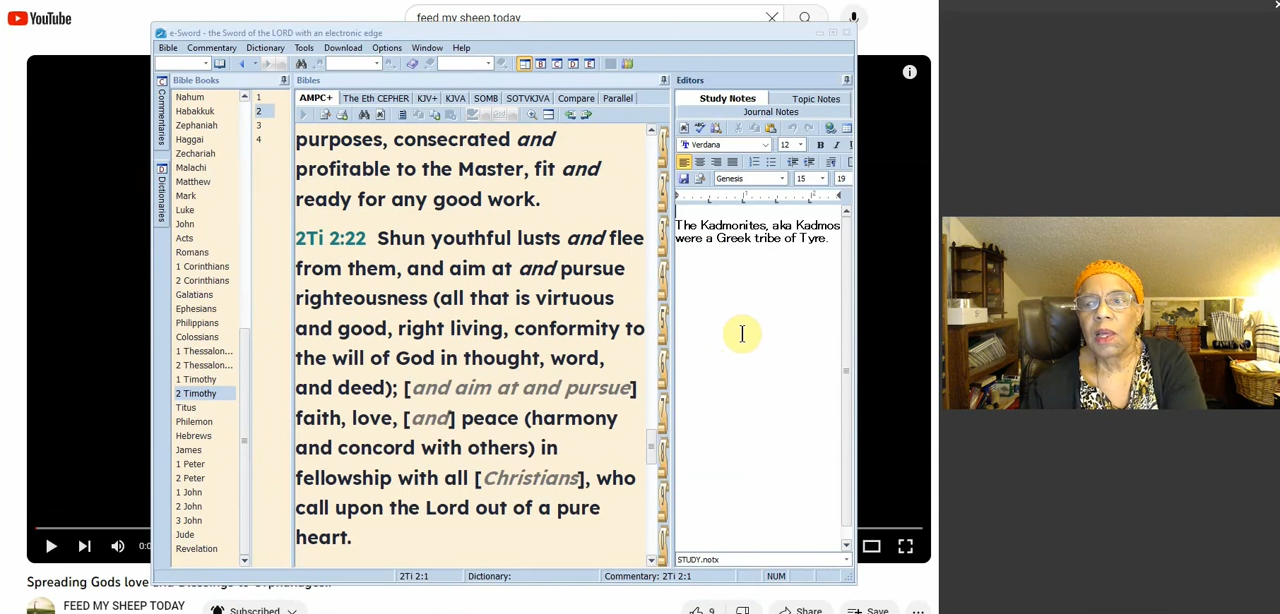 YouTube
feed my sheep today
e-Sword - the Sword of the LORD with an electronic edge
Bible Commentary Dictionary Tools Download Options Window Help
Bible Books
Bibles
Editors
Commentaries
Dictionaries
Nahum
Habakkuk
Zephaniah
Haggai
Zechariah
Malachi
Matthew
Mark
Luke
John
Acts
Romans
1 Corinthians
2 Corinthians
Galatians
Ephesians
Philippians
Colossians
1 Thessalon...
2 Thessalon...
1 Timothy
2 Timothy
Titus
Philemon
Hebrews
James
1 Peter
2 Peter
1 John
2 John
3 John
Jude
Revelation
1
2
3
4
AMPC+ The Eth CEPHER KJV+ KJVA SOMB SOTVKJVA Compare Parallel
purposes, consecrated and
profitable to the Master, fit and
ready for any good work.
2Ti 2:22 Shun youthful lusts and flee
from them, and aim at and pursue
righteousness (all that is virtuous
and good, right living, conformity to
the will of God in thought, word,
and deed); [and aim at and pursue]
faith, love, [and] peace (harmony
and concord with others) in
fellowship with all [Christians], who
call upon the Lord out of a pure
heart.
Study Notes Topic Notes
Journal Notes
Verdana 12 B I
Genesis 15 19
The Kadmonites, aka Kadmos
were a Greek tribe of Tyre.
STUDY.notx
2Ti 2:1 Dictionary: Commentary: 2Ti 2:1 NUM
Spreading Gods love and Blessings to Orphanages..
FEED MY SHEEP TODAY
Subscribed
9 Share Save